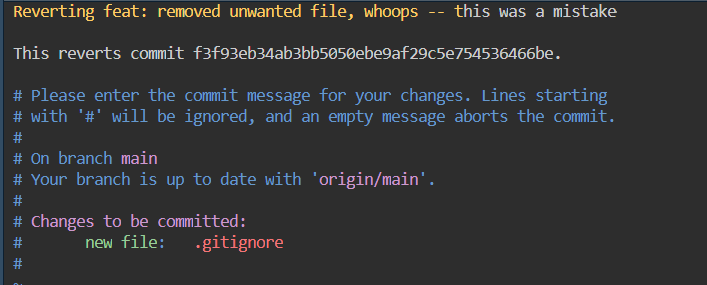 Reverting feat: removed unwanted file, whoops -- this was a mistake
This reverts commit f3f93eb34ab3bb5050ebe9af29c5e754536466be.
# Please enter the commit message for your changes. Lines starting
# with '#' will be ignored, and an empty message aborts the commit.
#
# On branch main
# Your branch is up to date with 'origin/main'.
#
# Changes to be committed:
#       new file:   .gitignore
#